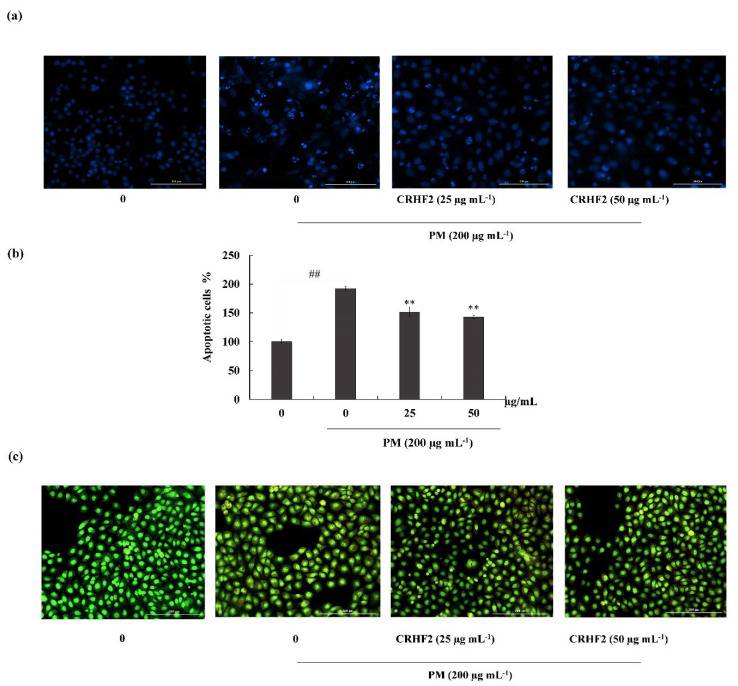 (a)
0 0 CRHF2 (25 µg mL⁻¹) CRHF2 (50 µg mL⁻¹)
PM (200 µg mL⁻¹)
(b)
Apoptotic cells %
250
200
150
100
50
0
##
**
**
0 0 25 50 µg/mL
PM (200 µg mL⁻¹)
(c)
0 0 CRHF2 (25 µg mL⁻¹) CRHF2 (50 µg mL⁻¹)
PM (200 µg mL⁻¹)